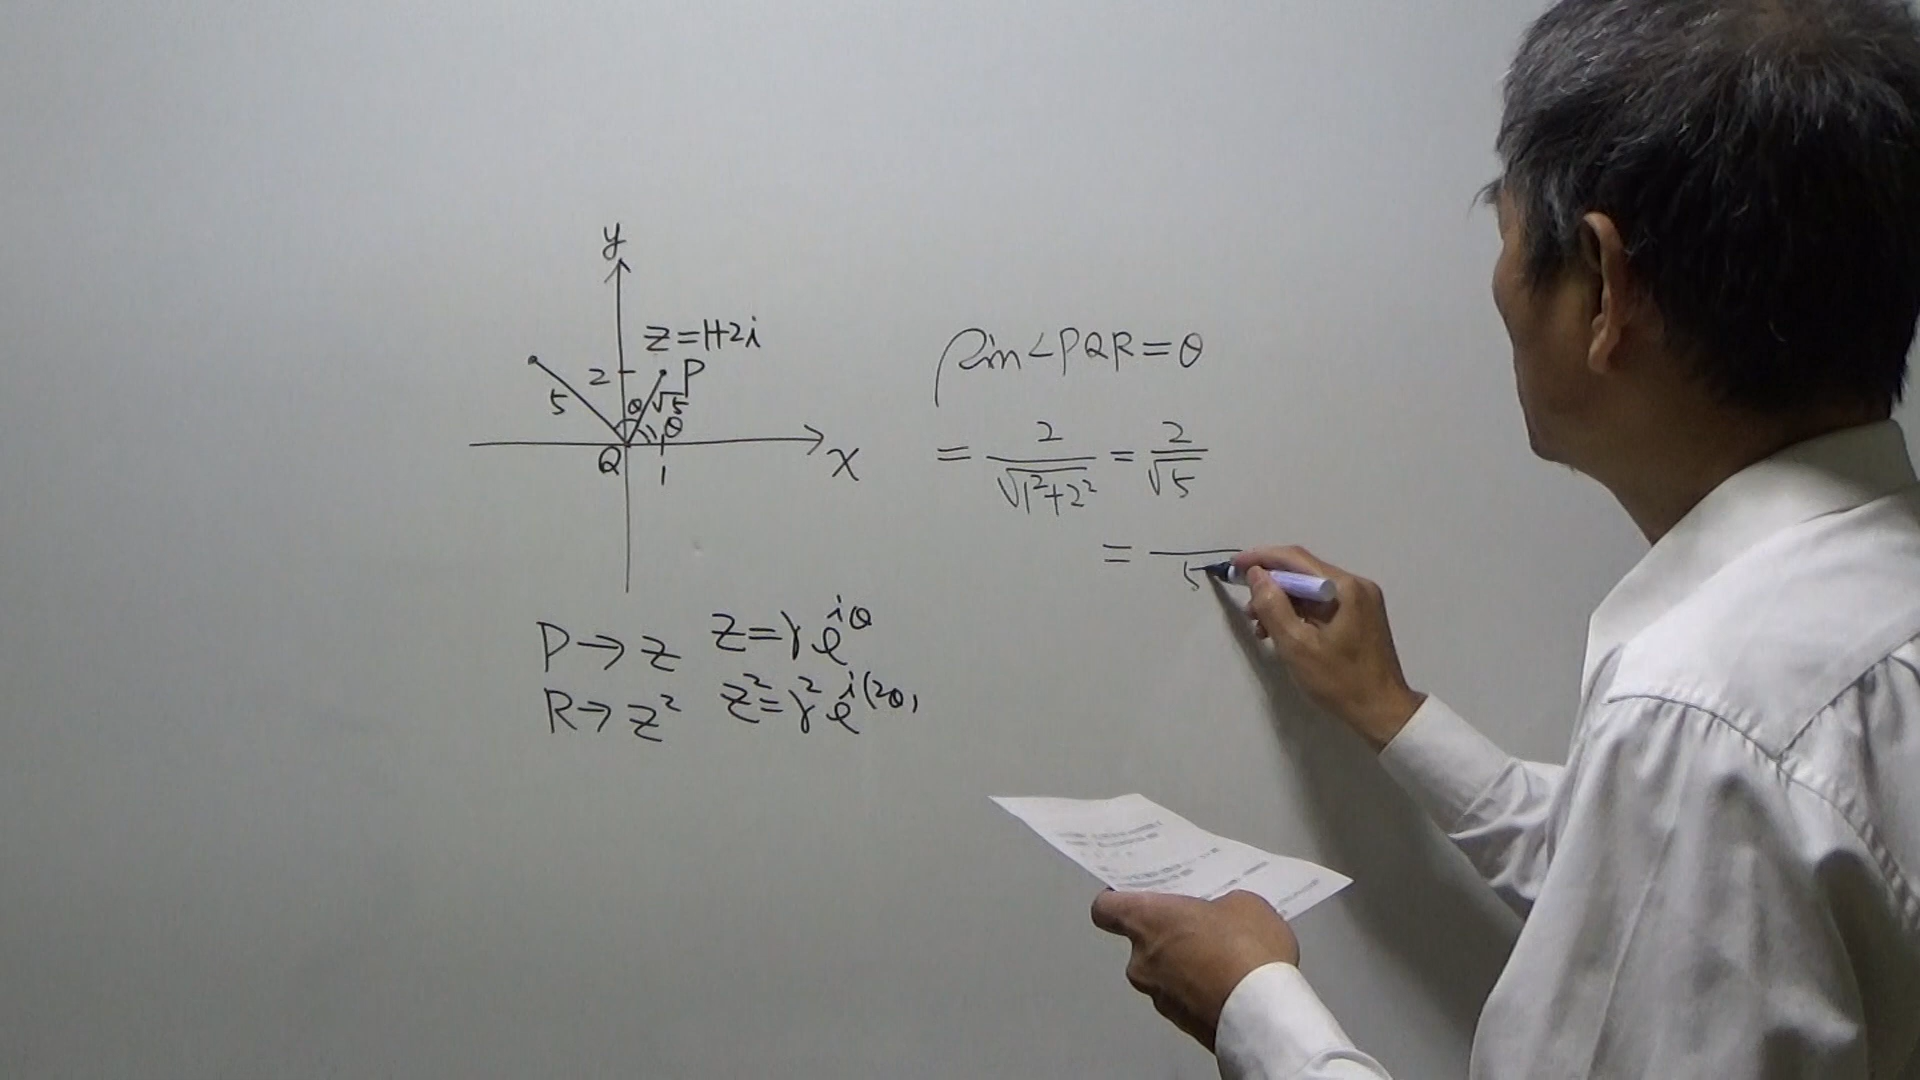 y
z=1+2i
2
P
5
θ
√5
θ
Q
1
x
P→z z=re^{iθ}
R→z² z²=r²e^{i(2θ)}
sin∠PQR=θ
= 2/√(1²+2²) = 2/√5
= /5